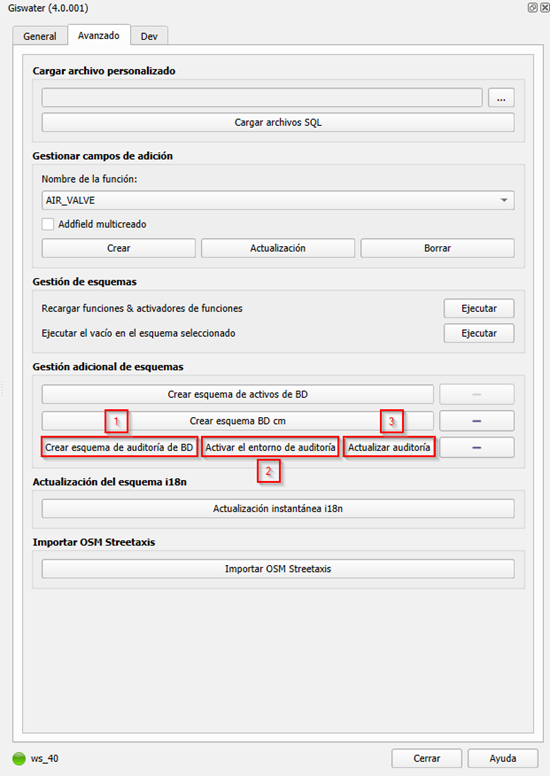 Giswater (4.0.001)
General
Avanzado
Dev
Cargar archivo personalizado
...
Cargar archivos SQL
Gestionar campos de adición
Nombre de la función:
AIR_VALVE
Addfield multicreado
Crear
Actualización
Borrar
Gestión de esquemas
Recargar funciones & activadores de funciones
Ejecutar
Ejecutar el vacío en el esquema seleccionado
Ejecutar
Gestión adicional de esquemas
Crear esquema de activos de BD
1
Crear esquema BD cm
3
Crear esquema de auditoría de BD
Activar el entorno de auditoría
Actualizar auditoría
2
Actualización del esquema i18n
Actualización instantánea i18n
Importar OSM Streetaxis
Importar OSM Streetaxis
ws_40
Cerrar
Ayuda